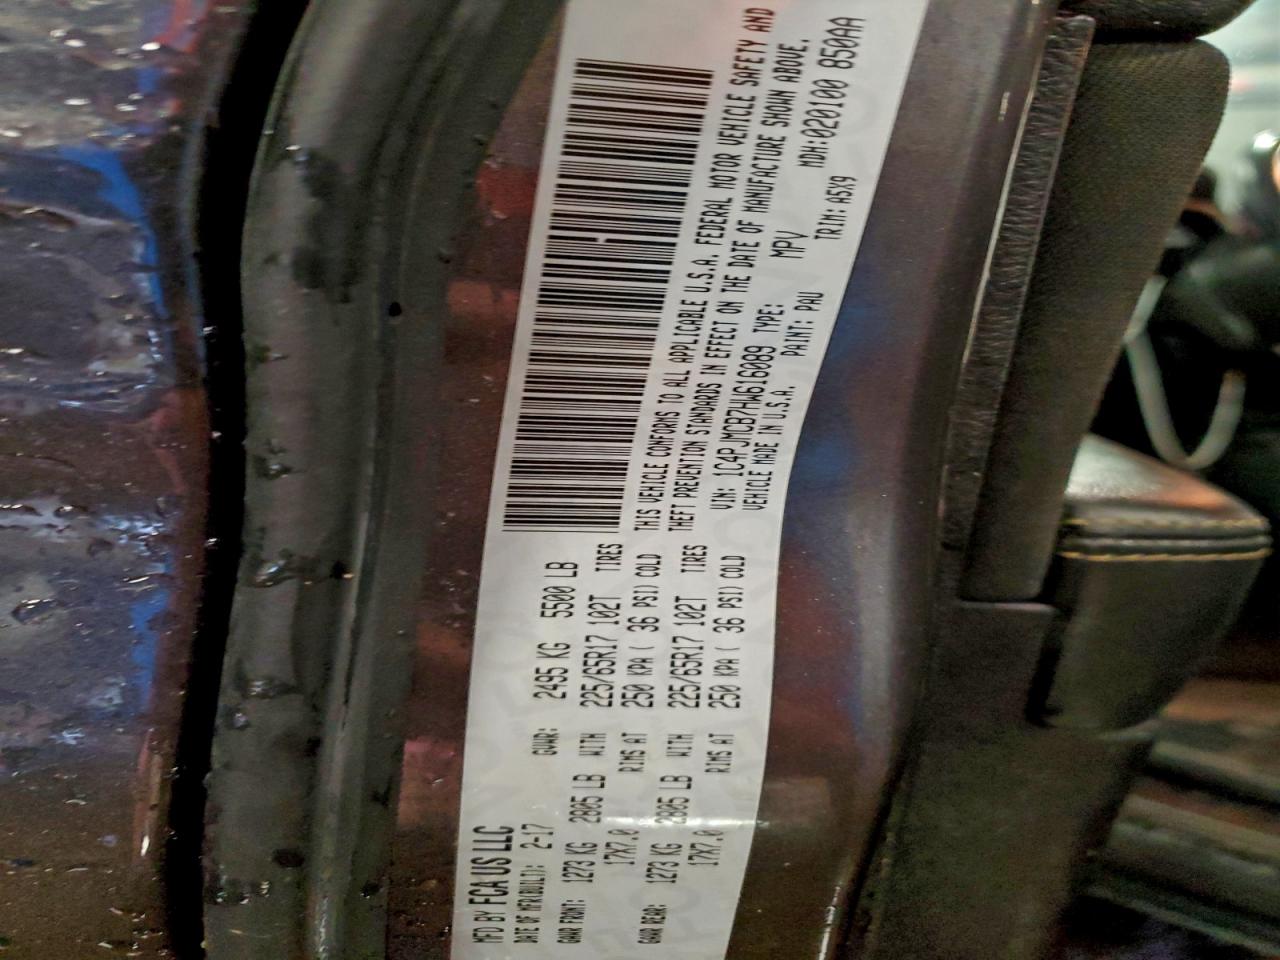 MFD BY FCA US LLC
DATE OF MFR(BUILT): 2-17 GVWR: 2495 KG 5500 LB
GAWR FRONT: 1273 KG 2805 LB WITH 225/65R17 102T TIRES
17X7.0 RIMS AT 250 KPA ( 36 PSI) COLD
GAWR REAR: 1273 KG 2805 LB WITH 225/65R17 102T TIRES
17X7.0 RIMS AT 250 KPA ( 36 PSI) COLD
THIS VEHICLE CONFORMS TO ALL APPLICABLE U.S.A. FEDERAL MOTOR VEHICLE SAFETY AND
THEFT PREVENTION STANDARDS IN EFFECT ON THE DATE OF MANUFACTURE SHOWN ABOVE.
VIN: 1C4PJMCB7HW616089 TYPE: MPV MDH:020100 850AA
VEHICLE MADE IN U.S.A. PAINT: PAU TRIM: A5X9